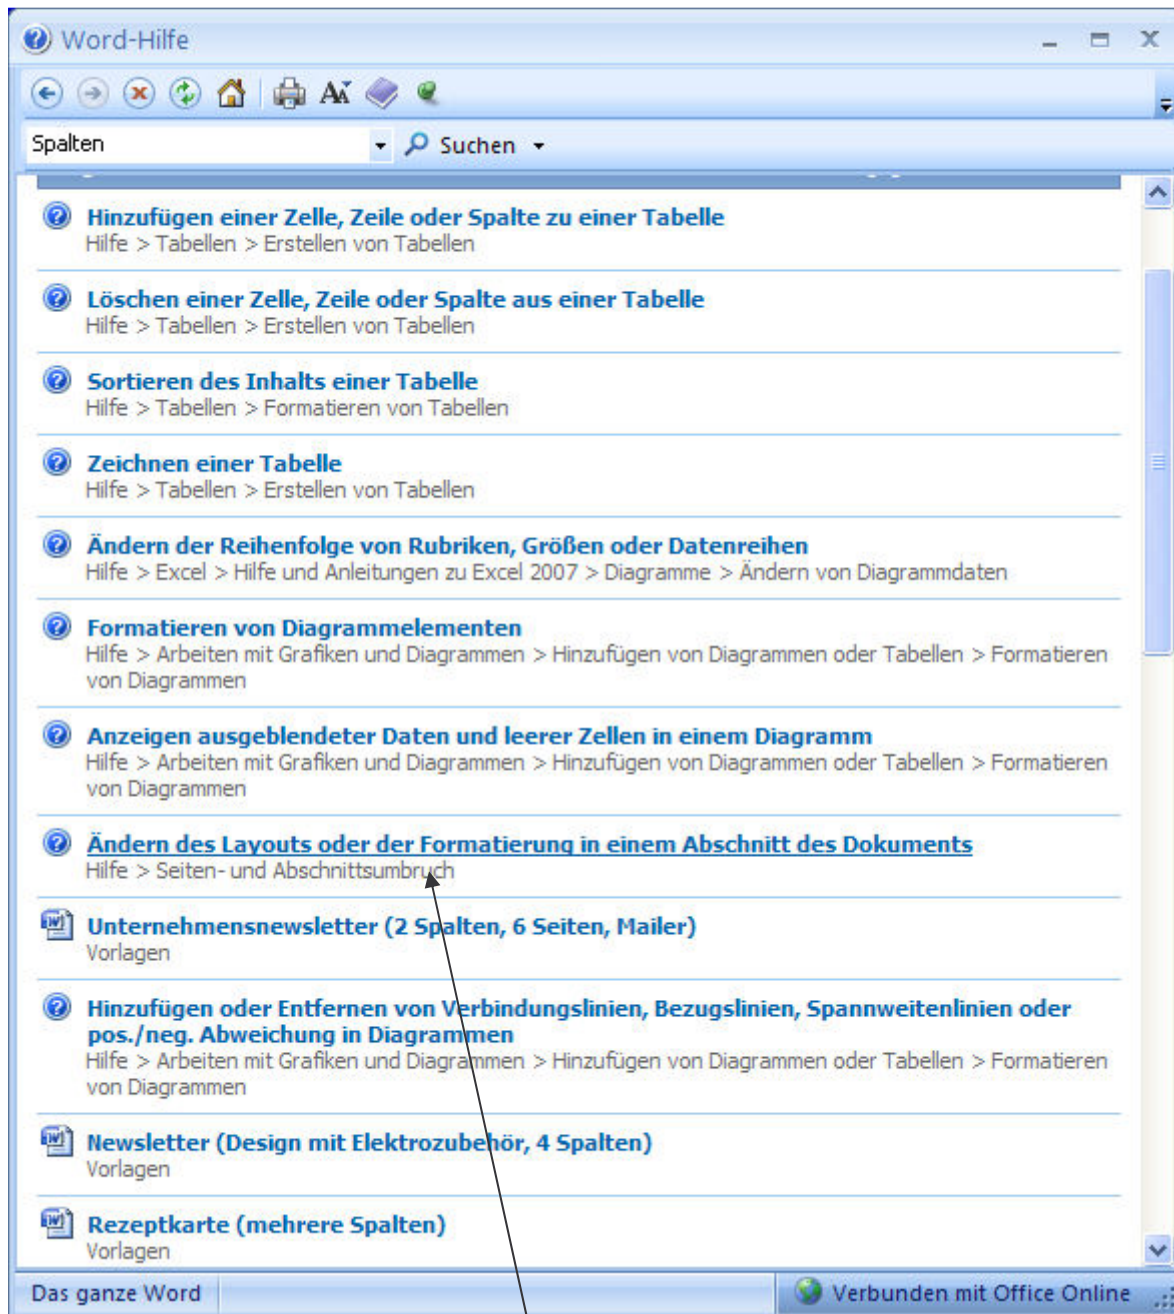 Word-Hilfe
Spalten
Suchen
Hinzufügen einer Zelle, Zeile oder Spalte zu einer Tabelle
Hilfe > Tabellen > Erstellen von Tabellen
Löschen einer Zelle, Zeile oder Spalte aus einer Tabelle
Hilfe > Tabellen > Erstellen von Tabellen
Sortieren des Inhalts einer Tabelle
Hilfe > Tabellen > Formatieren von Tabellen
Zeichnen einer Tabelle
Hilfe > Tabellen > Erstellen von Tabellen
Ändern der Reihenfolge von Rubriken, Größen oder Datenreihen
Hilfe > Excel > Hilfe und Anleitungen zu Excel 2007 > Diagramme > Ändern von Diagrammdaten
Formatieren von Diagrammelementen
Hilfe > Arbeiten mit Grafiken und Diagrammen > Hinzufügen von Diagrammen oder Tabellen > Formatieren
von Diagrammen
Anzeigen ausgeblendeter Daten und leerer Zellen in einem Diagramm
Hilfe > Arbeiten mit Grafiken und Diagrammen > Hinzufügen von Diagrammen oder Tabellen > Formatieren
von Diagrammen
Ändern des Layouts oder der Formatierung in einem Abschnitt des Dokuments
Hilfe > Seiten- und Abschnittsumbruch
Unternehmensnewsletter (2 Spalten, 6 Seiten, Mailer)
Vorlagen
Hinzufügen oder Entfernen von Verbindungslinien, Bezugslinien, Spannweitenlinien oder
pos./neg. Abweichung in Diagrammen
Hilfe > Arbeiten mit Grafiken und Diagrammen > Hinzufügen von Diagrammen oder Tabellen > Formatieren
von Diagrammen
Newsletter (Design mit Elektrozubehör, 4 Spalten)
Vorlagen
Rezeptkarte (mehrere Spalten)
Vorlagen
Das ganze Word
Verbunden mit Office Online